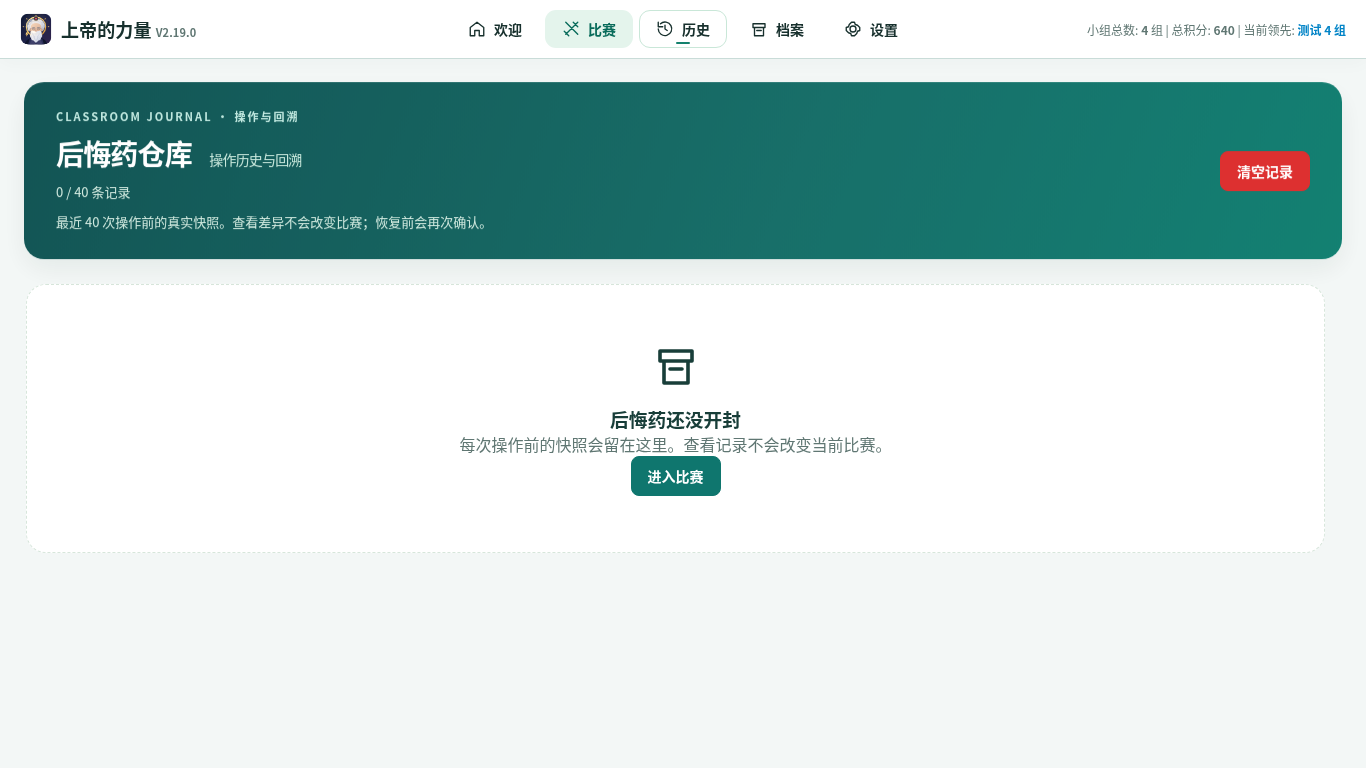 上帝的力量 V2.19.0
欢迎
比赛
历史
档案
设置
小组总数: 4 组 | 总积分: 640 | 当前领先: 测试 4 组
CLASSROOM JOURNAL · 操作与回溯
后悔药仓库 操作历史与回溯
0 / 40 条记录
最近 40 次操作前的真实快照。查看差异不会改变比赛；恢复前会再次确认。
清空记录
后悔药还没开封
每次操作前的快照会留在这里。查看记录不会改变当前比赛。
进入比赛